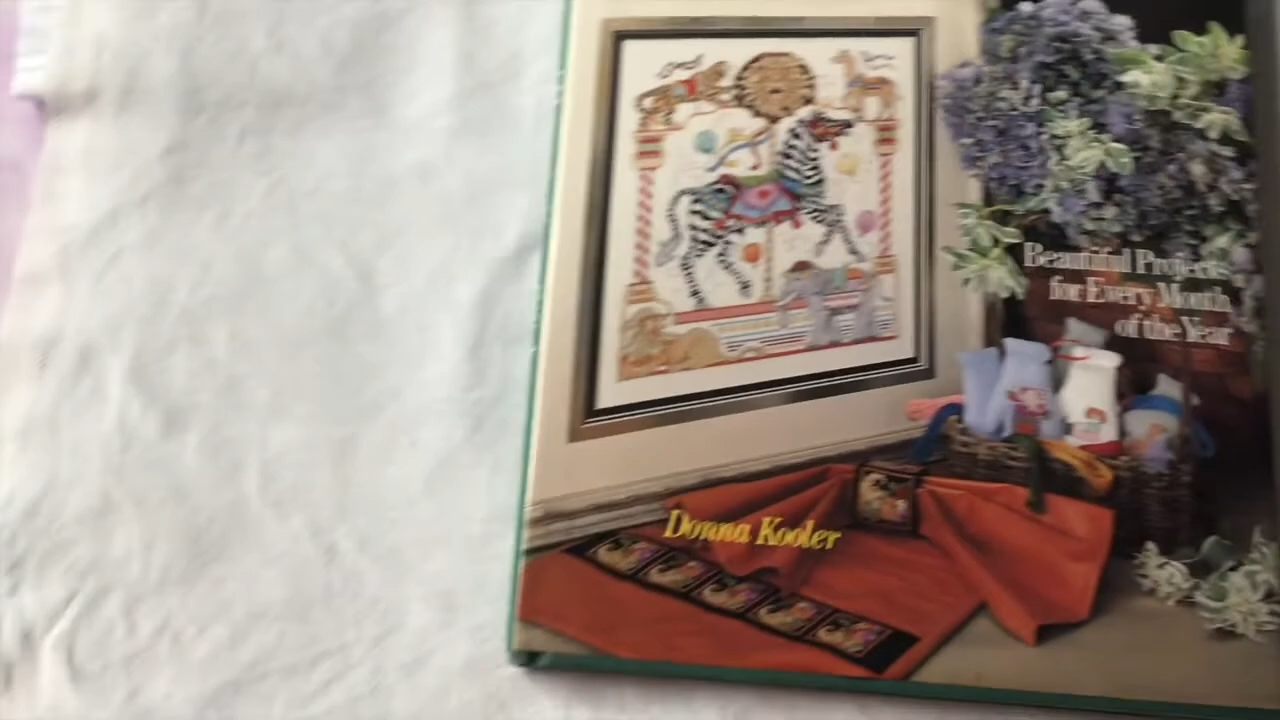 Beautiful Projects
for Every Month
of the Year
Donna Kooler